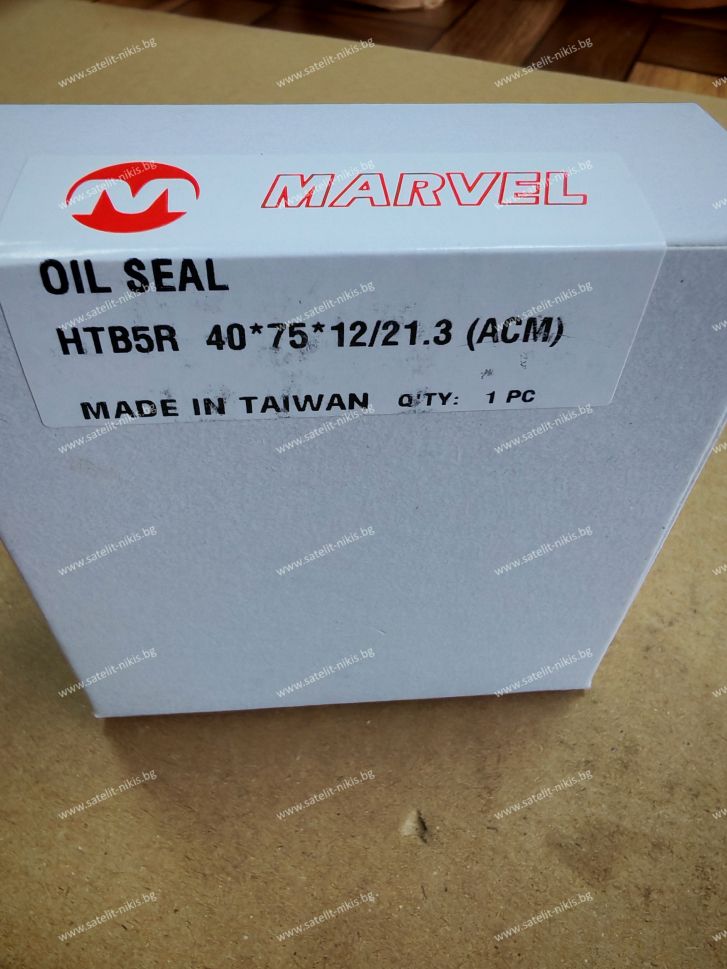 MARVEL
OIL SEAL
HTB5R 40*75*12/21.3 (ACM)
MADE IN TAIWAN Q'TY: 1 PC
www.satelit-nikis.bg